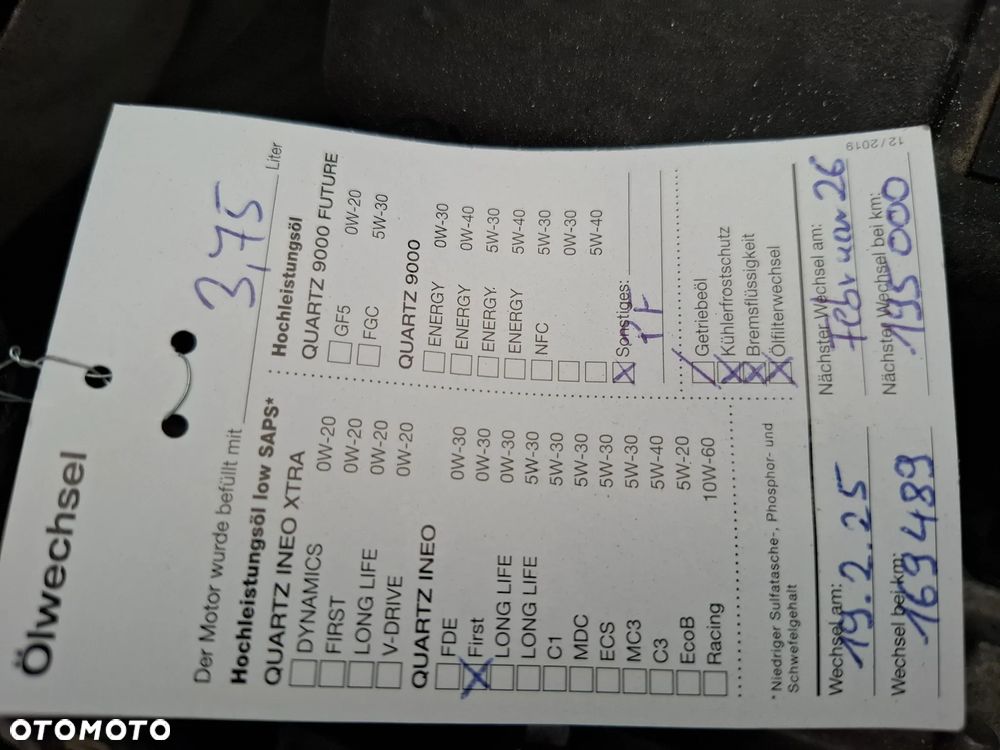 Ölwechsel
Der Motor wurde befüllt mit 3,75 Liter
Hochleistungsöl low SAPS*
QUARTZ INEO XTRA
DYNAMICS 0W-20
FIRST 0W-20
LONG LIFE 0W-20
V-DRIVE 0W-20
QUARTZ INEO
FDE 0W-30
First 0W-30
LONG LIFE 0W-30
LONG LIFE 5W-30
C1 5W-30
MDC 5W-30
ECS 5W-30
MC3 5W-30
C3 5W-40
EcoB 5W-20
Racing 10W-60
* Niedriger Sulfatasche-, Phosphor- und
Schwefelgehalt
Hochleistungsöl
QUARTZ 9000 FUTURE
GF5 0W-20
FGC 5W-30
QUARTZ 9000
ENERGY 0W-30
ENERGY 0W-40
ENERGY 5W-30
ENERGY 5W-40
NFC 5W-30
0W-30
5W-40
Sonstiges:
Getriebeöl
Kühlerfrostschutz
Bremsflüssigkeit
Ölfilterwechsel
Wechsel am: 19.2.25 Nächster Wechsel am: Februar 26
Wechsel bei km: 169 489 Nächster Wechsel bei km: 195 000
12/2019
OTOMOTO